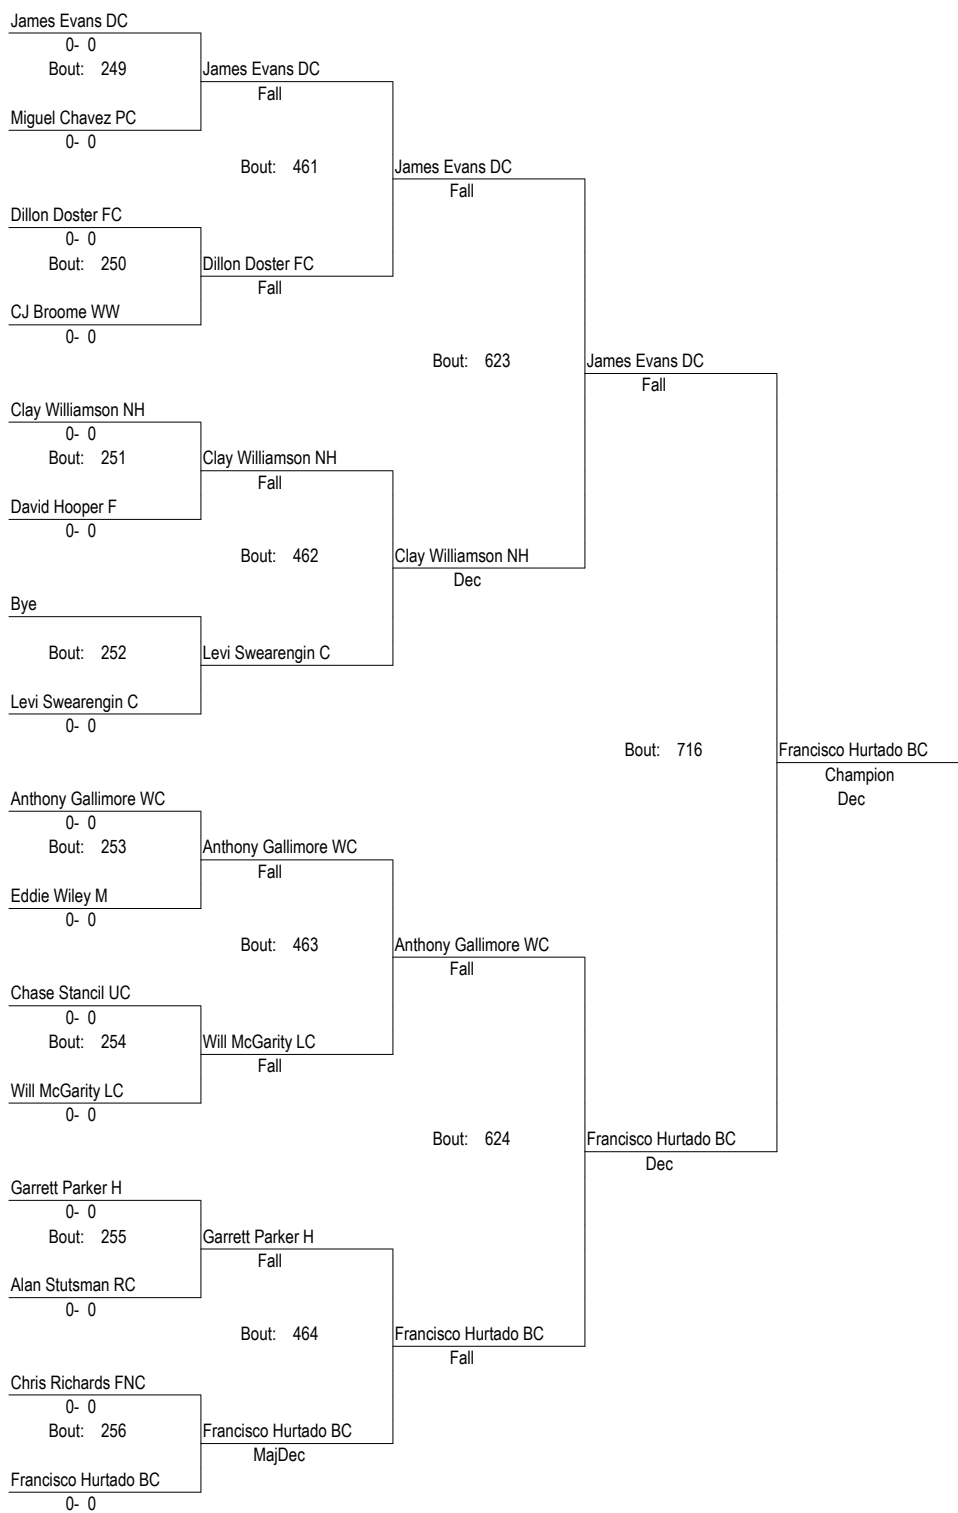 James Evans DC
0- 0
Bout: 249
James Evans DC
Fall
Miguel Chavez PC
0- 0
Bout: 461
James Evans DC
Fall
Dillon Doster FC
0- 0
Bout: 250
Dillon Doster FC
Fall
CJ Broome WW
0- 0
Bout: 623
James Evans DC
Fall
Clay Williamson NH
0- 0
Bout: 251
Clay Williamson NH
Fall
David Hooper F
0- 0
Bout: 462
Clay Williamson NH
Dec
Bye
Bout: 252
Levi Swearengin C
Levi Swearengin C
0- 0
Bout: 716
Francisco Hurtado BC
Champion
Dec
Anthony Gallimore WC
0- 0
Bout: 253
Anthony Gallimore WC
Fall
Eddie Wiley M
0- 0
Bout: 463
Anthony Gallimore WC
Fall
Chase Stancil UC
0- 0
Bout: 254
Will McGarity LC
Fall
Will McGarity LC
0- 0
Bout: 624
Francisco Hurtado BC
Dec
Garrett Parker H
0- 0
Bout: 255
Garrett Parker H
Fall
Alan Stutsman RC
0- 0
Bout: 464
Francisco Hurtado BC
Fall
Chris Richards FNC
0- 0
Bout: 256
Francisco Hurtado BC
MajDec
Francisco Hurtado BC
0- 0